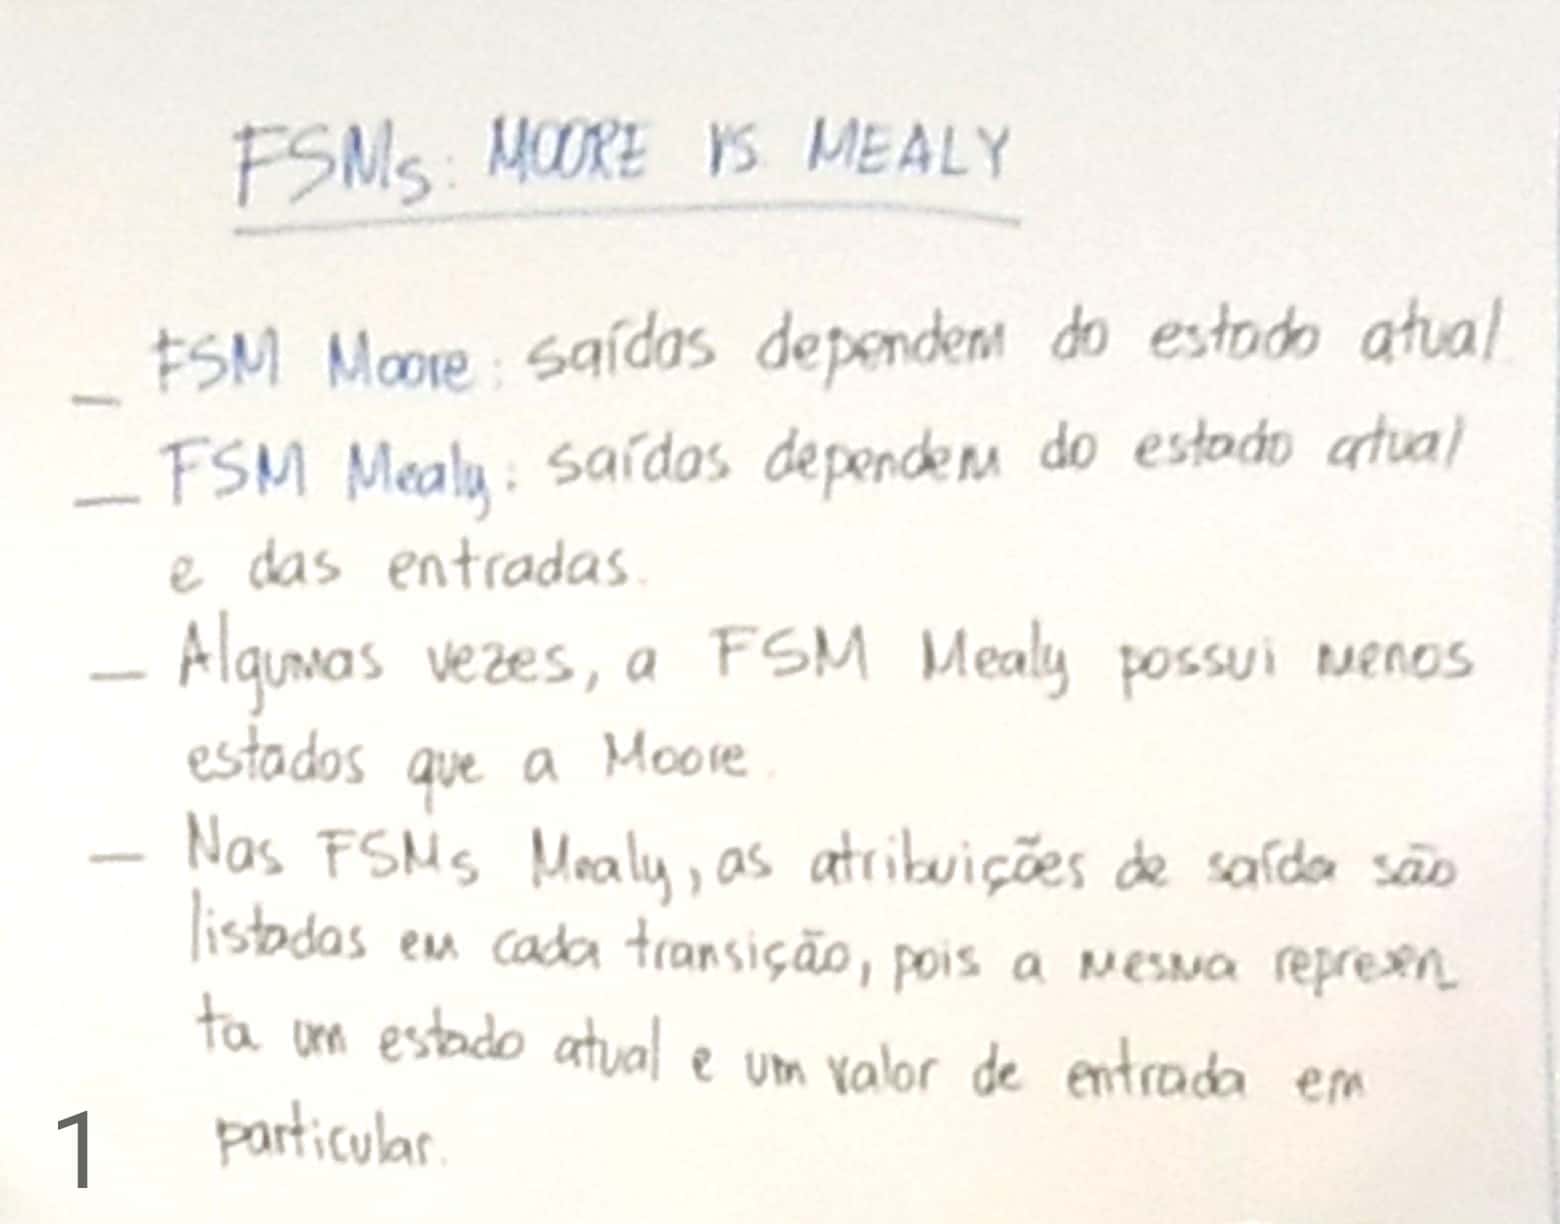 FSMs: MOORE VS. MEALY
_ FSM Moore: saídas dependem do estado atual.
_ FSM Mealy: saídas dependem do estado atual
e das entradas.
_ Algumas vezes, a FSM Mealy possui menos
estados que a Moore.
_ Nas FSMs Mealy, as atribuições de saída são
listadas em cada transição, pois a mesma represen_
ta um estado atual e um valor de entrada em
particular.
1